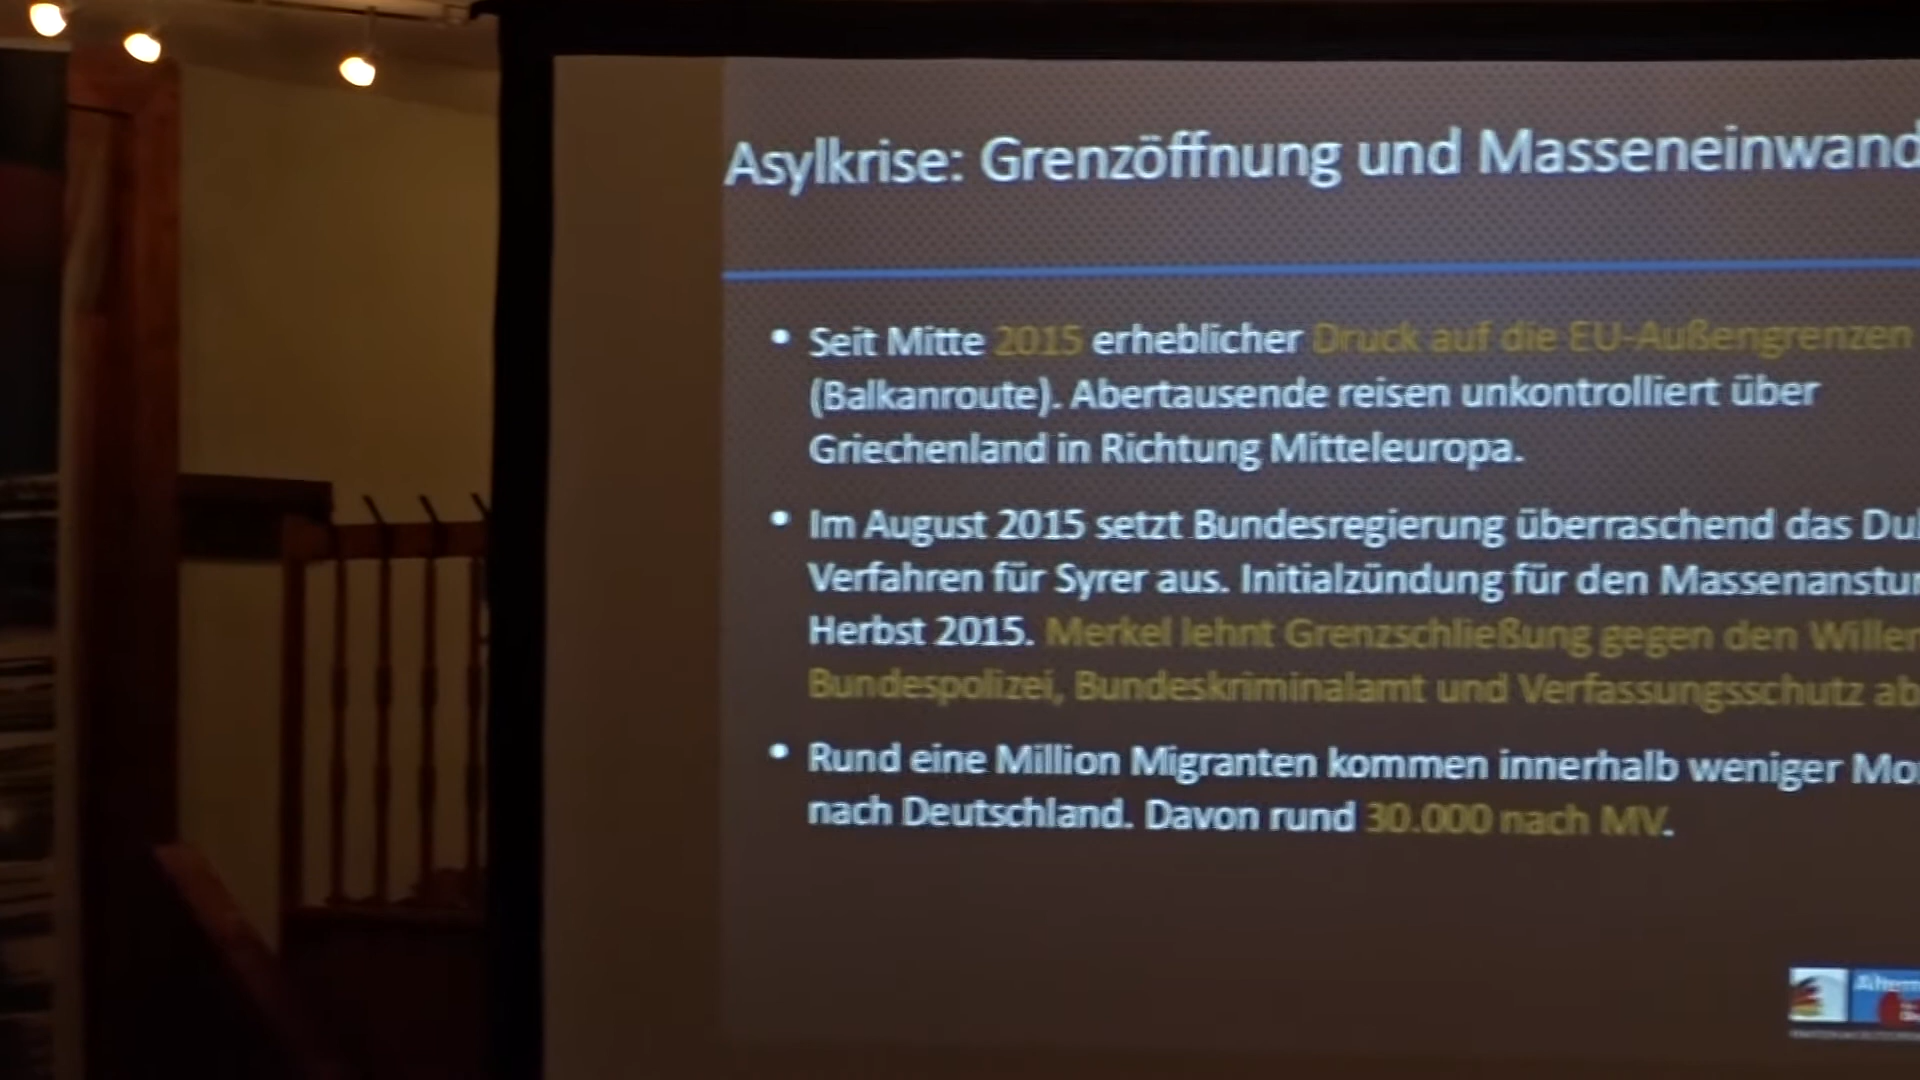 Asylkrise: Grenzöffnung und Masseneinwand
• Seit Mitte 2015 erheblicher Druck auf die EU-Außengrenzen
(Balkanroute). Abertausende reisen unkontrolliert über
Griechenland in Richtung Mitteleuropa.
• Im August 2015 setzt Bundesregierung überraschend das
Verfahren für Syrer aus. Initialzündung für den Massenanstu
Herbst 2015. Merkel lehnt Grenzschließung gegen den Willen
Bundespolizei, Bundeskriminalamt und Verfassungsschutz ab
• Rund eine Million Migranten kommen innerhalb weniger Mo
nach Deutschland. Davon rund 30.000 nach MV.